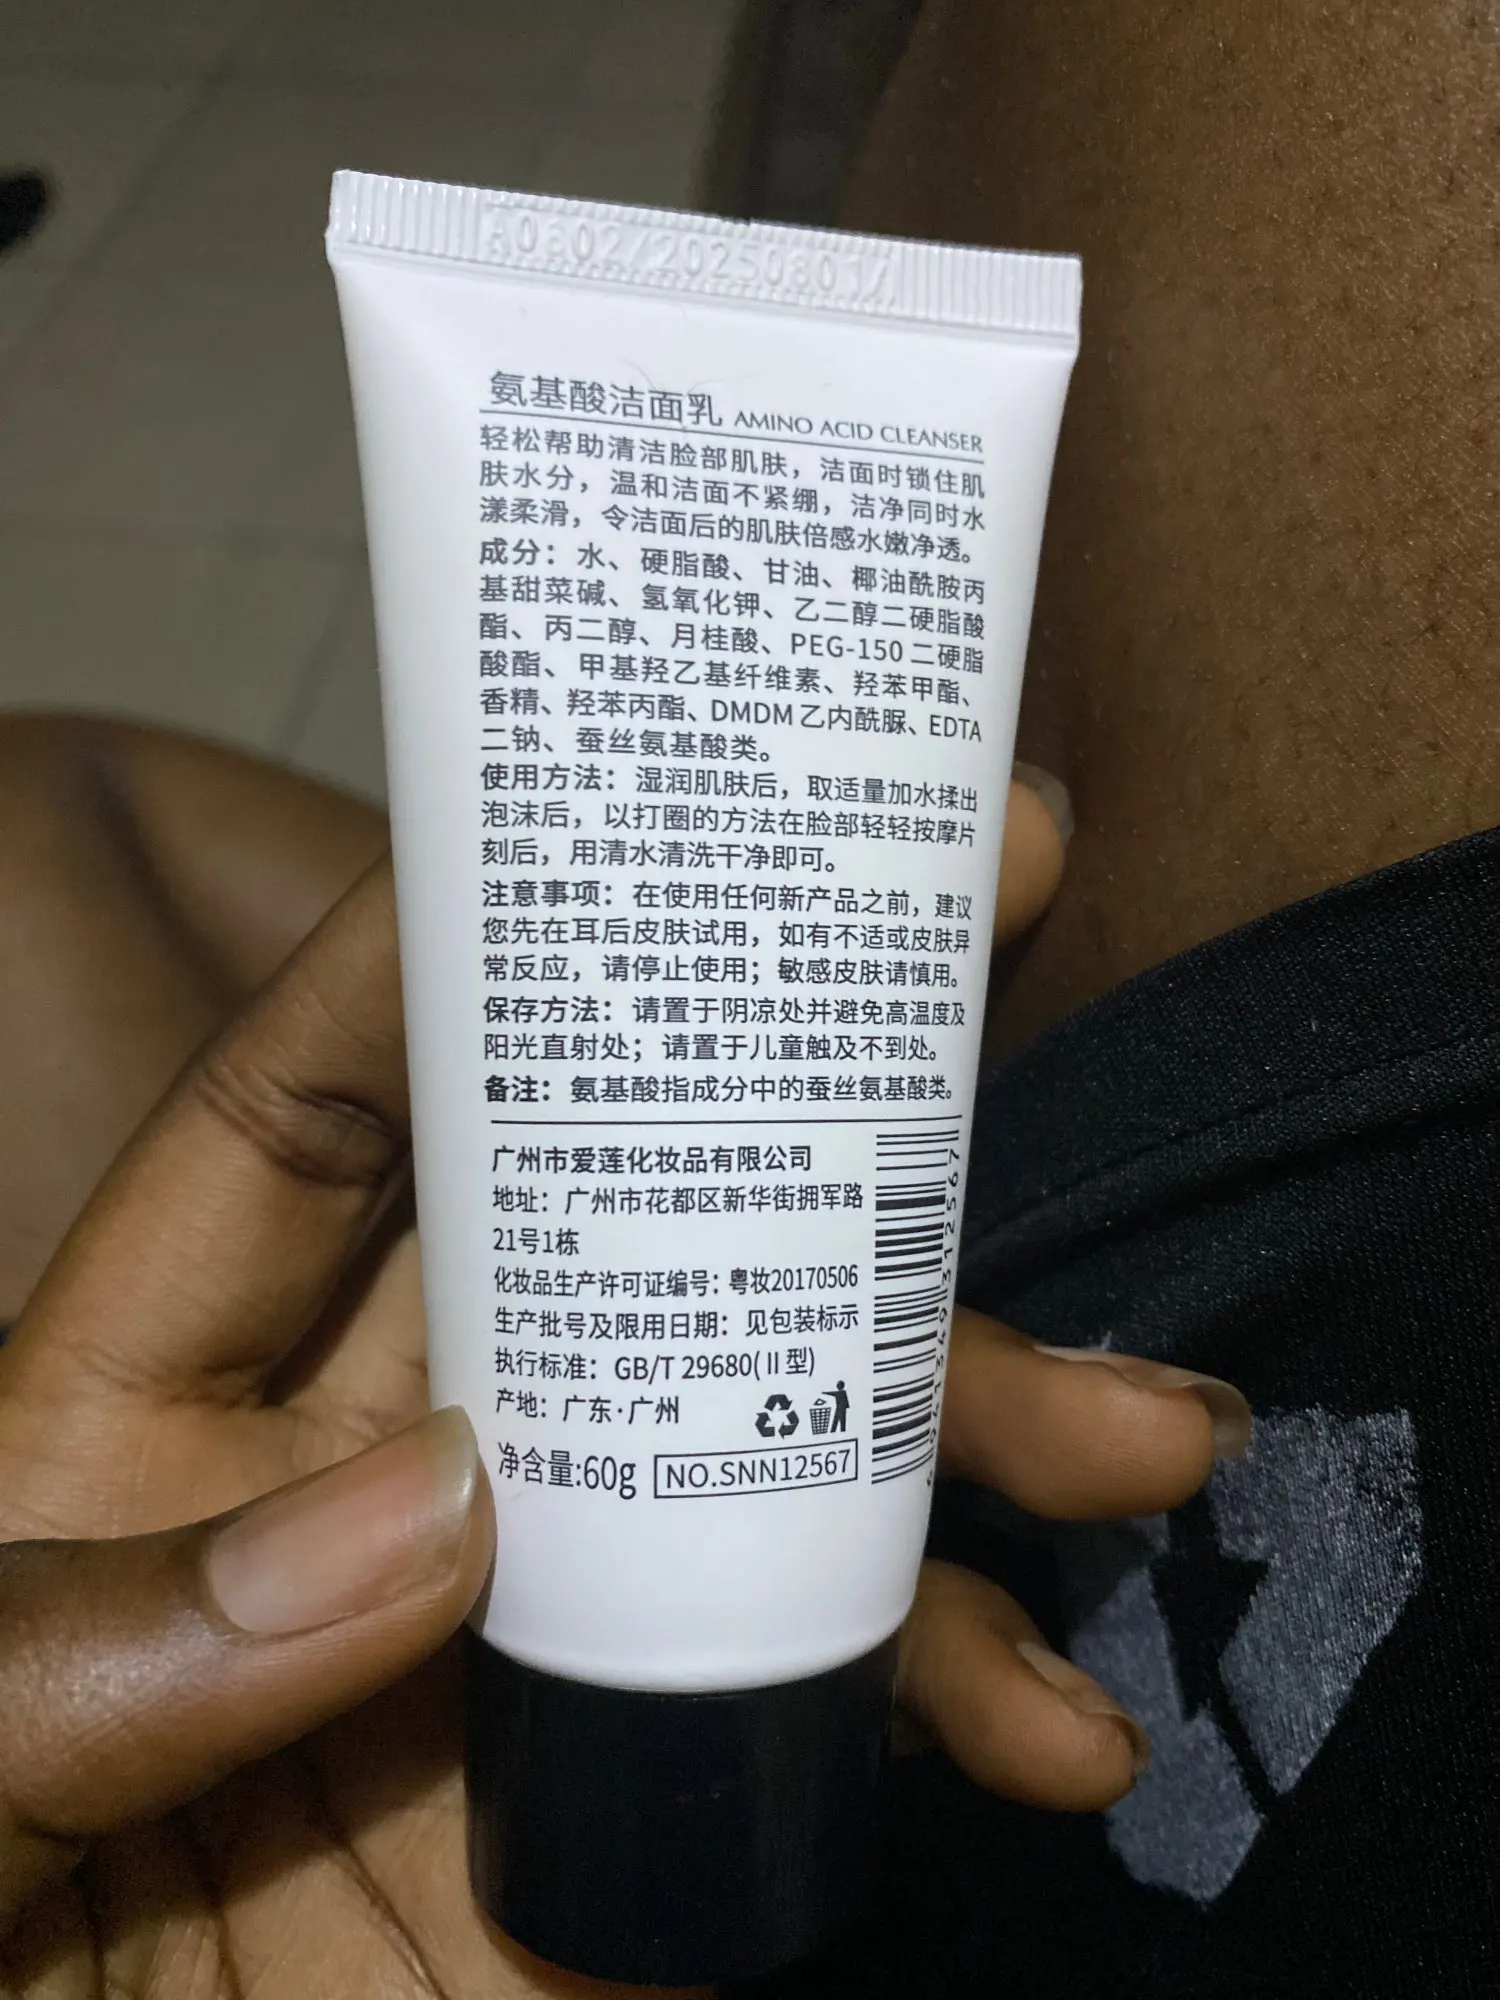 氨基酸洁面乳 AMINO ACID CLEANSER
轻松帮助清洁脸部肌肤，洁面时锁住肌
肤水分，温和洁面不紧绷，洁净同时水
漾柔滑，令洁面后的肌肤倍感水嫩净透。
成分：水、硬脂酸、甘油、椰油酰胺丙
基甜菜碱、氢氧化钾、乙二醇二硬脂酸
酯、丙二醇、月桂酸、PEG-150 二硬脂
酸酯、甲基羟乙基纤维素、羟苯甲酯、
香精、羟苯丙酯、DMDM 乙内酰脲、EDTA
二钠、蚕丝氨基酸类。
使用方法：湿润肌肤后，取适量加水揉出
泡沫后，以打圈的方法在脸部轻轻按摩片
刻后，用清水清洗干净即可。
注意事项：在使用任何新产品之前，建议
您先在耳后皮肤试用，如有不适或皮肤异
常反应，请停止使用；敏感皮肤请慎用。
保存方法：请置于阴凉处并避免高温度及
阳光直射处；请置于儿童触及不到处。
备注：氨基酸指成分中的蚕丝氨基酸类。
广州市爱莲化妆品有限公司
地址：广州市花都区新华街拥军路
21号1栋
化妆品生产许可证编号：粤妆20170506
生产批号及限用日期：见包装标示
执行标准：GB/T 29680(Ⅱ型)
产地：广东·广州
净含量:60g NO.SNN12567